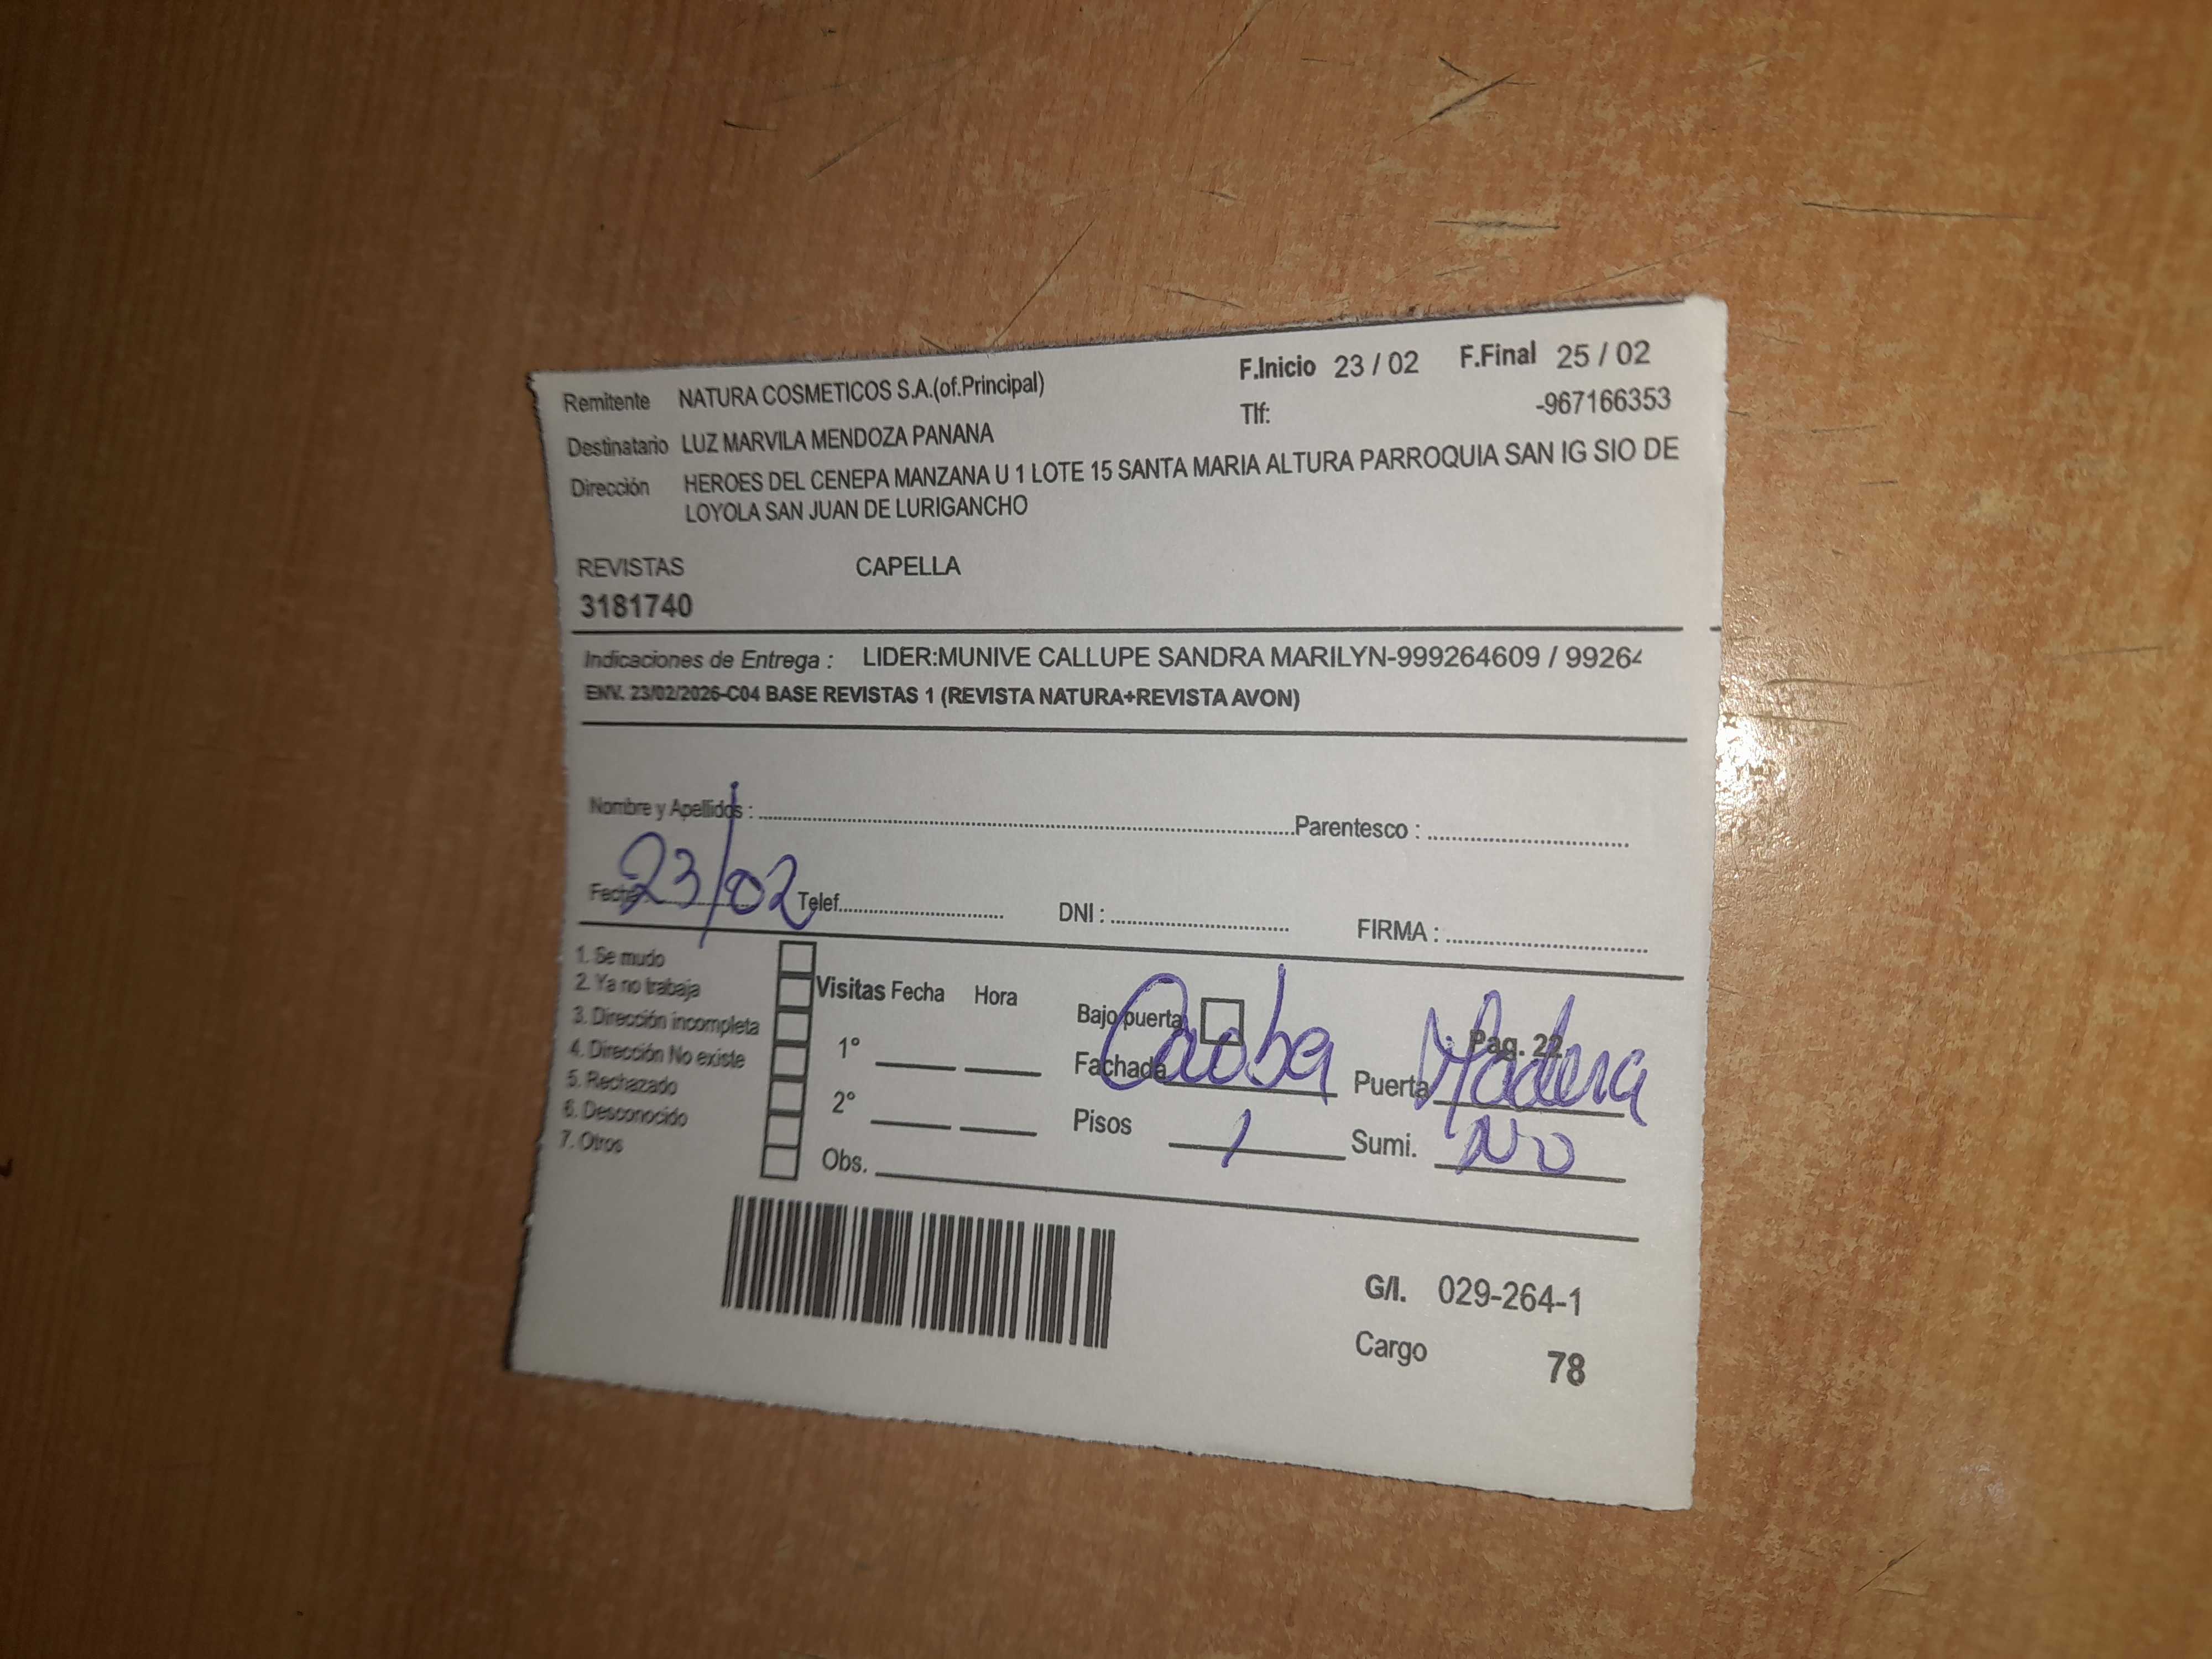 F.Inicio 23 / 02 F.Final 25 / 02
Remitente NATURA COSMETICOS S.A.(of.Principal) Tlf: -967166353
Destinatario LUZ MARVILA MENDOZA PANANA
Dirección HEROES DEL CENEPA MANZANA U 1 LOTE 15 SANTA MARIA ALTURA PARROQUIA SAN IG SIO DE
LOYOLA SAN JUAN DE LURIGANCHO
REVISTAS CAPELLA
3181740
Indicaciones de Entrega : LIDER:MUNIVE CALLUPE SANDRA MARILYN-999264609 / 99264
ENV. 23/02/2026-C04 BASE REVISTAS 1 (REVISTA NATURA+REVISTA AVON)
Nombre y Apellidos : Parentesco :
Fecha 23/02 Telef. DNI : FIRMA :
1. Se mudo
2. Ya no trabaja
3. Dirección incompleta
4. Dirección No existe
5. Rechazado
6. Desconocido
7. Otros
Visitas Fecha Hora
1°
2°
Obs.
Bajo puerta Pag. 22
Fachada Caoba Puerta Madera
Pisos 1 Sumi. No
G/I. 029-264-1
Cargo 78